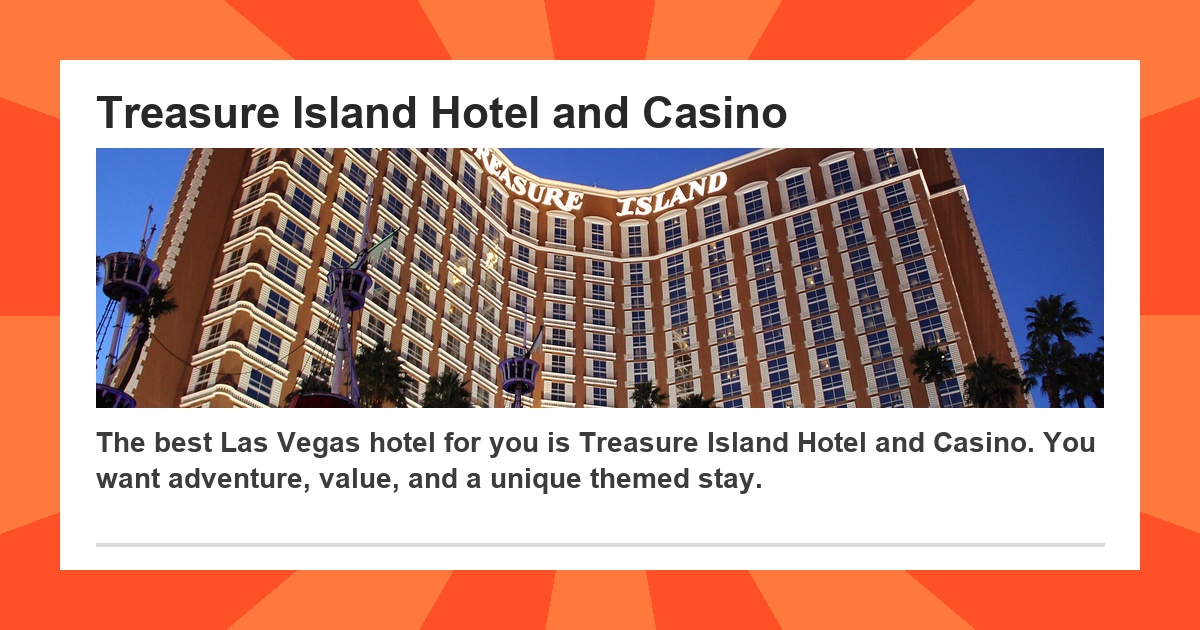 Treasure Island Hotel and Casino
TREASURE ISLAND
The best Las Vegas hotel for you is Treasure Island Hotel and Casino. You
want adventure, value, and a unique themed stay.